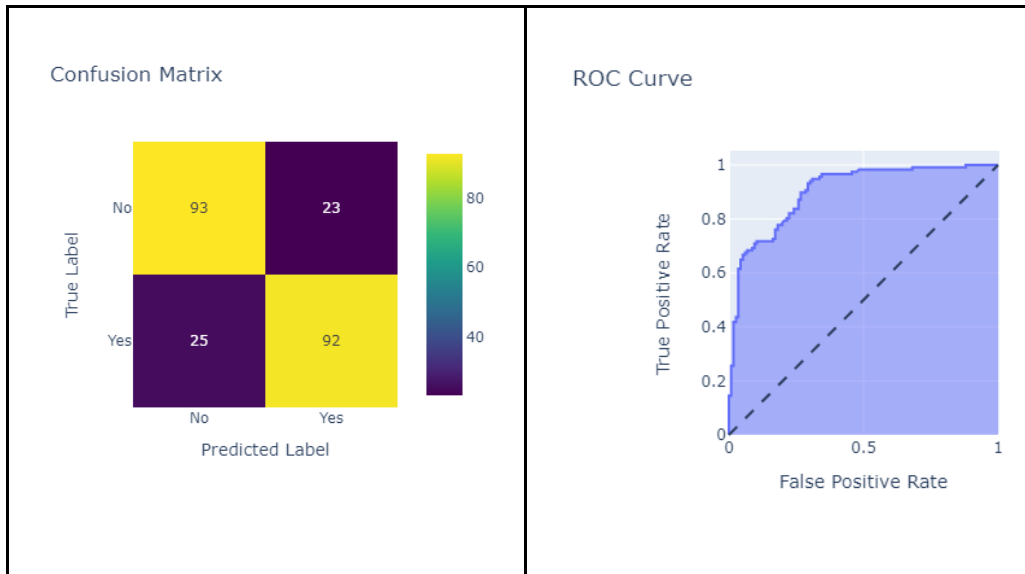 Confusion Matrix
No
93
23
80
60
True Label
Yes
25
92
40
No
Yes
Predicted Label
ROC Curve
1
0.8
0.6
True Positive Rate
0.4
0.2
0
0
0.5
1
False Positive Rate